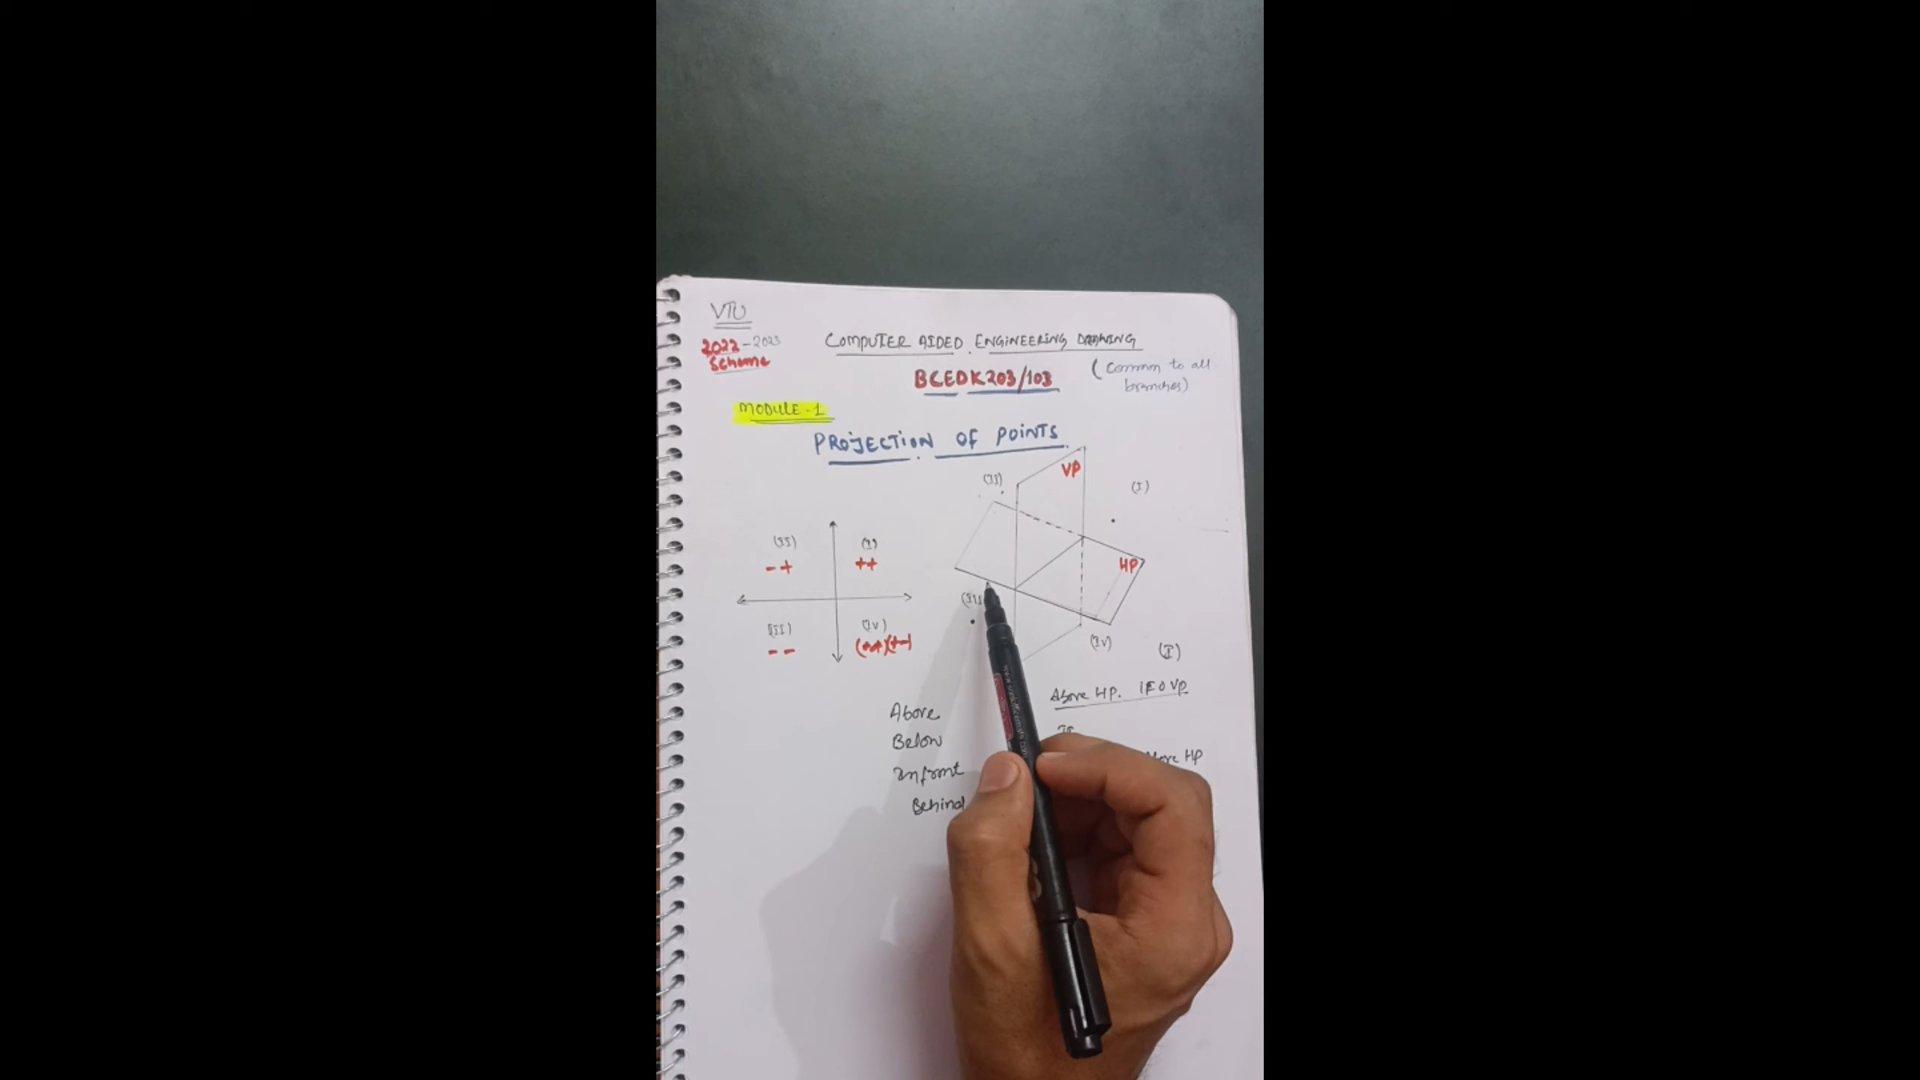 VTU
2022-2023
Scheme
COMPUTER AIDED ENGINEERING DRAWING
BCEDK203/103
(Common to all
branches)
MODULE-1
PROJECTION OF POINTS
VP
(II)
(I)
HP
(IV)
(II)
(I)
-+
++
(III)
(IV)
--
(I)
Above HP. IFO VP
Above
Below
Infront
Behind
HP